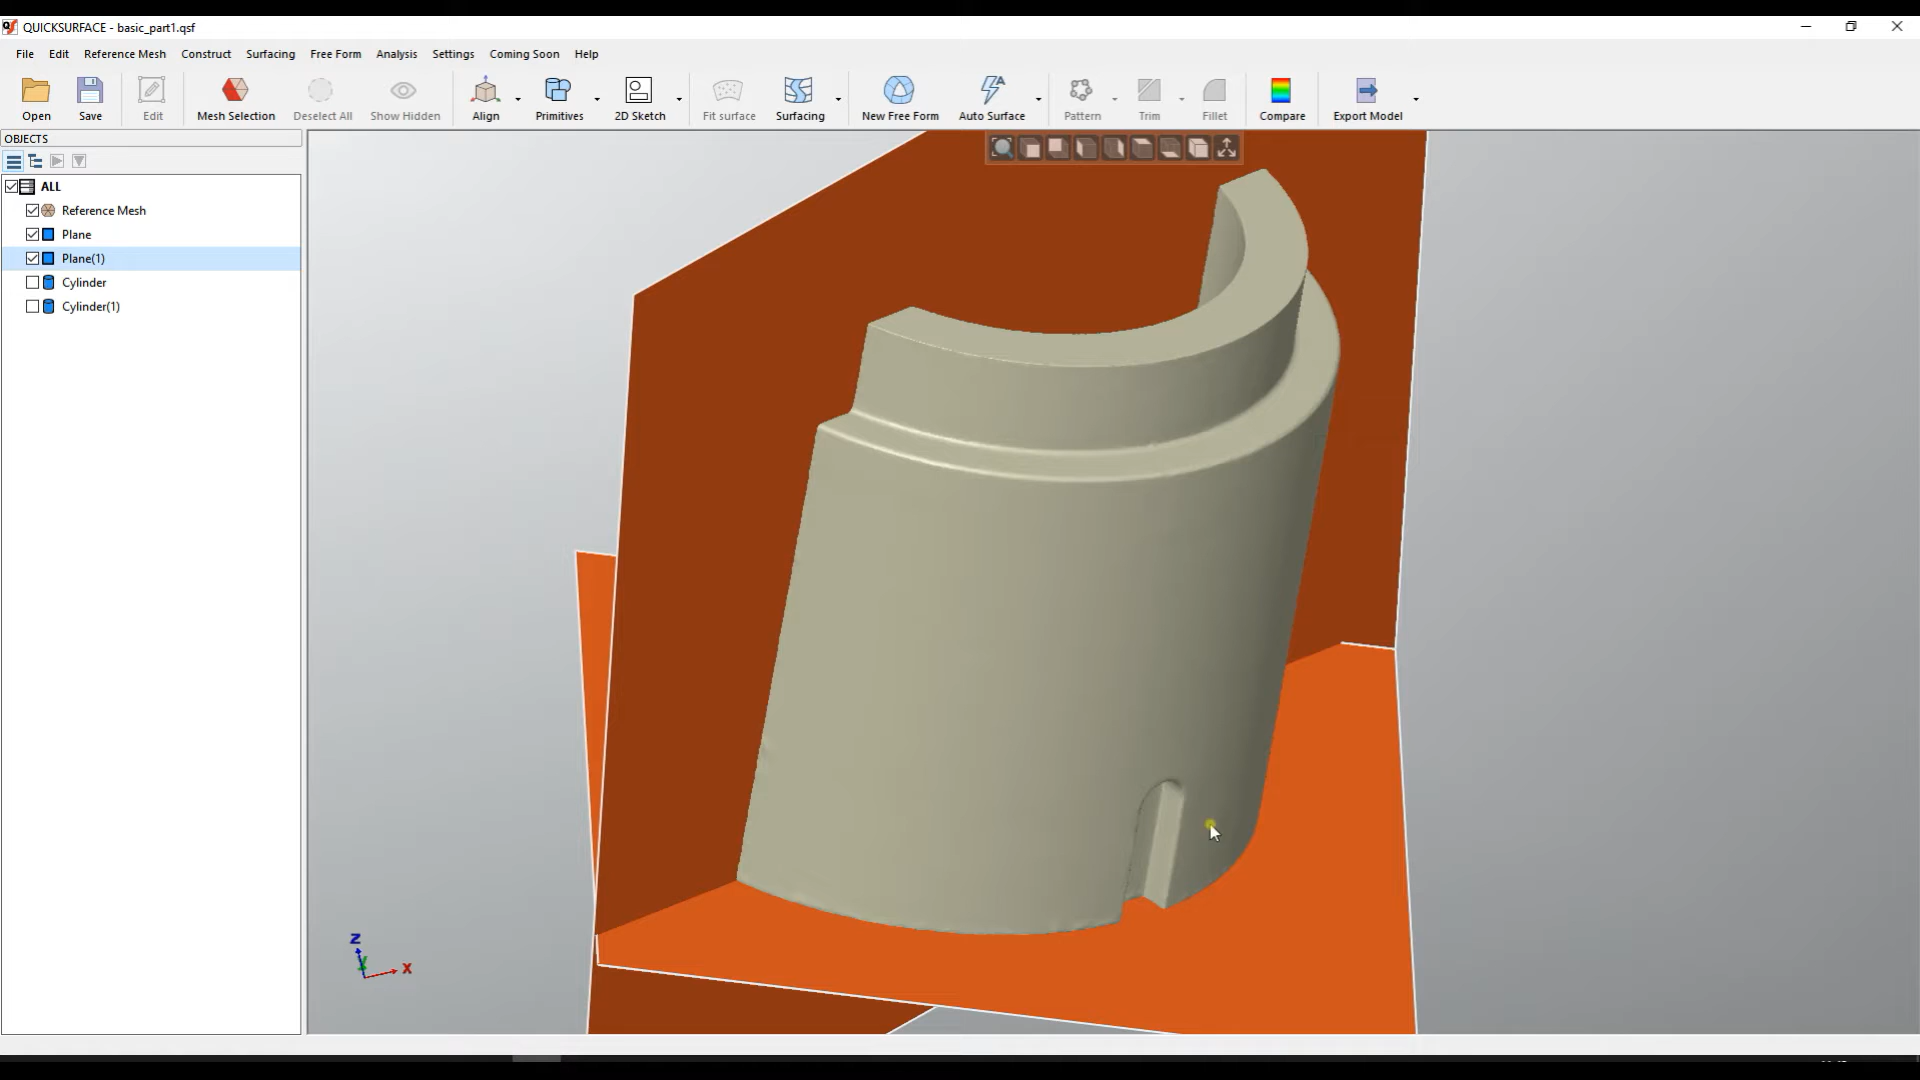 QUICKSURFACE - basic_part1.qsf
File Edit Reference Mesh Construct Surfacing Free Form Analysis Settings Coming Soon Help
Open Save Edit Mesh Selection Deselect All Show Hidden Align Primitives 2D Sketch Fit surface Surfacing New Free Form Auto Surface Pattern Trim Fillet Compare Export Model
OBJECTS
ALL
Reference Mesh
Plane
Plane(1)
Cylinder
Cylinder(1)
Z
y
X